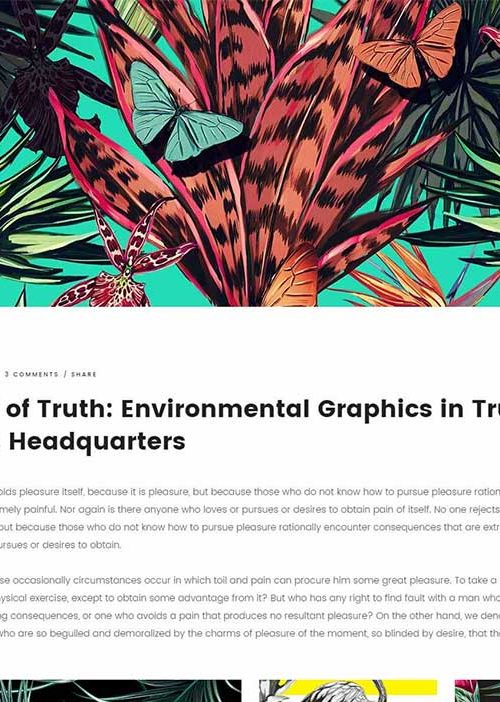 3 COMMENTS / SHARE
of Truth: Environmental Graphics in Tru
Headquarters
olds pleasure itself, because it is pleasure, but because those who do not know how to pursue pleasure ration
mely painful. Nor again is there anyone who loves or pursues or desires to obtain pain of itself. No one rejects
but because those who do not know how to pursue pleasure rationally encounter consequences that are extr
ursues or desires to obtain.
se occasionally circumstances occur in which toil and pain can procure him some great pleasure. To take a
ysical exercise, except to obtain some advantage from it? But who has any right to find fault with a man who
ng consequences, or one who avoids a pain that produces no resultant pleasure? On the other hand, we deno
who are so beguiled and demoralized by the charms of pleasure of the moment, so blinded by desire, that the